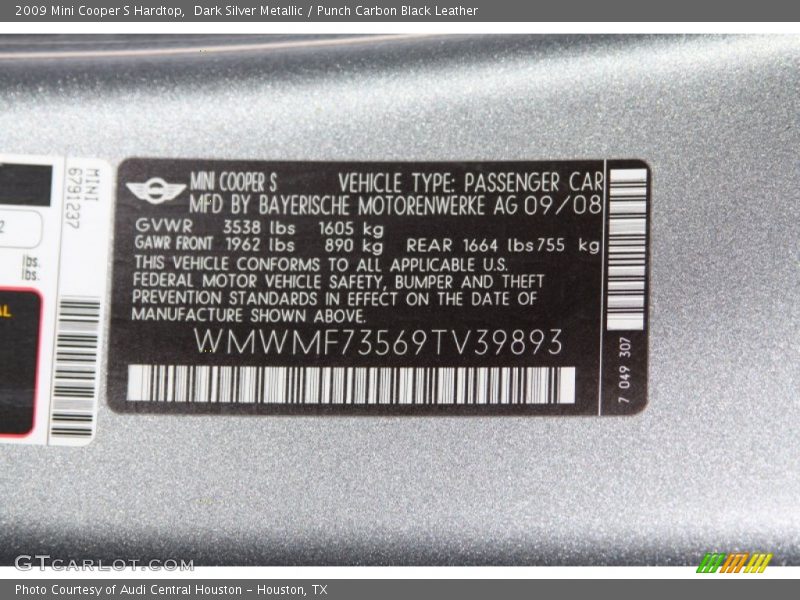 2009 Mini Cooper S Hardtop,  Dark Silver Metallic / Punch Carbon Black Leather
MINI
6791237
lbs.
lbs.
MINI COOPER S VEHICLE TYPE: PASSENGER CAR
MFD BY BAYERISCHE MOTORENWERKE AG 09/08
GVWR 3538 lbs 1605 kg
GAWR FRONT 1962 lbs 890 kg REAR 1664 lbs 755 kg
THIS VEHICLE CONFORMS TO ALL APPLICABLE U.S.
FEDERAL MOTOR VEHICLE SAFETY, BUMPER AND THEFT
PREVENTION STANDARDS IN EFFECT ON THE DATE OF
MANUFACTURE SHOWN ABOVE.
WMWMF73569TV39893
7 049 307
GTCARLOT.COM
Photo Courtesy of Audi Central Houston - Houston, TX